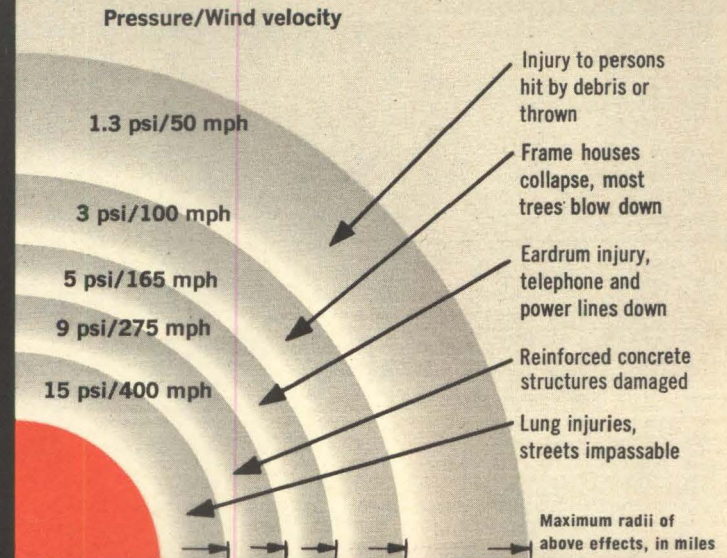 Pressure/Wind velocity
1.3 psi/50 mph
3 psi/100 mph
5 psi/165 mph
9 psi/275 mph
15 psi/400 mph
Injury to persons
hit by debris or
thrown
Frame houses
collapse, most
trees blow down
Eardrum injury,
telephone and
power lines down
Reinforced concrete
structures damaged
Lung injuries,
streets impassable
Maximum radii of
above effects, in miles